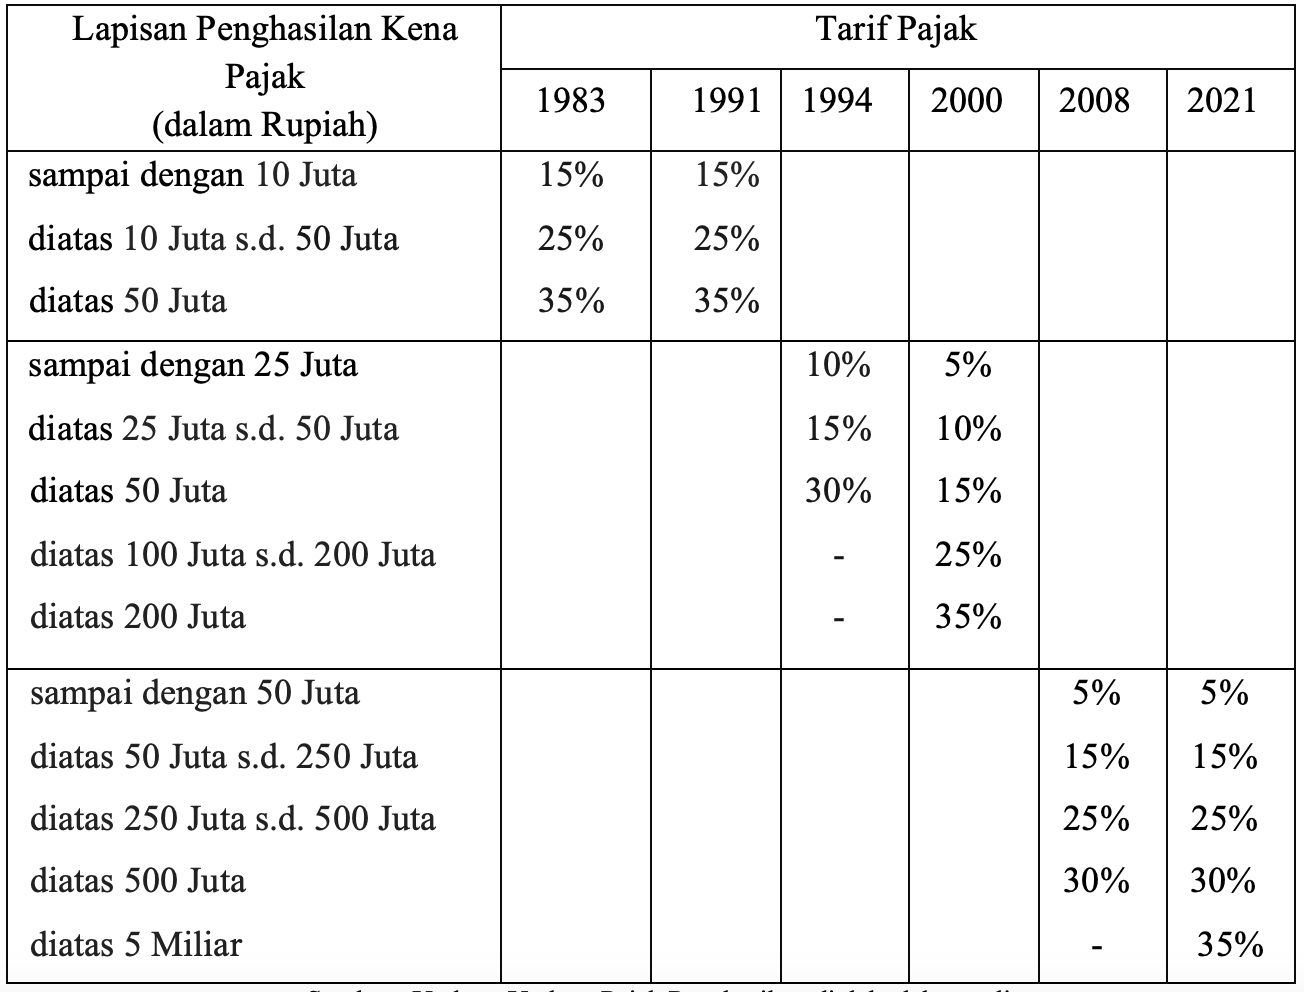 Lapisan Penghasilan Kena Pajak (dalam Rupiah) Tarif Pajak
1983 1991 1994 2000 2008 2021
sampai dengan 10 Juta 15% 15%
diatas 10 Juta s.d. 50 Juta 25% 25%
diatas 50 Juta 35% 35%
sampai dengan 25 Juta 10% 5%
diatas 25 Juta s.d. 50 Juta 15% 10%
diatas 50 Juta 30% 15%
diatas 100 Juta s.d. 200 Juta - 25%
diatas 200 Juta - 35%
sampai dengan 50 Juta 5% 5%
diatas 50 Juta s.d. 250 Juta 15% 15%
diatas 250 Juta s.d. 500 Juta 25% 25%
diatas 500 Juta 30% 30%
diatas 5 Miliar - 35%